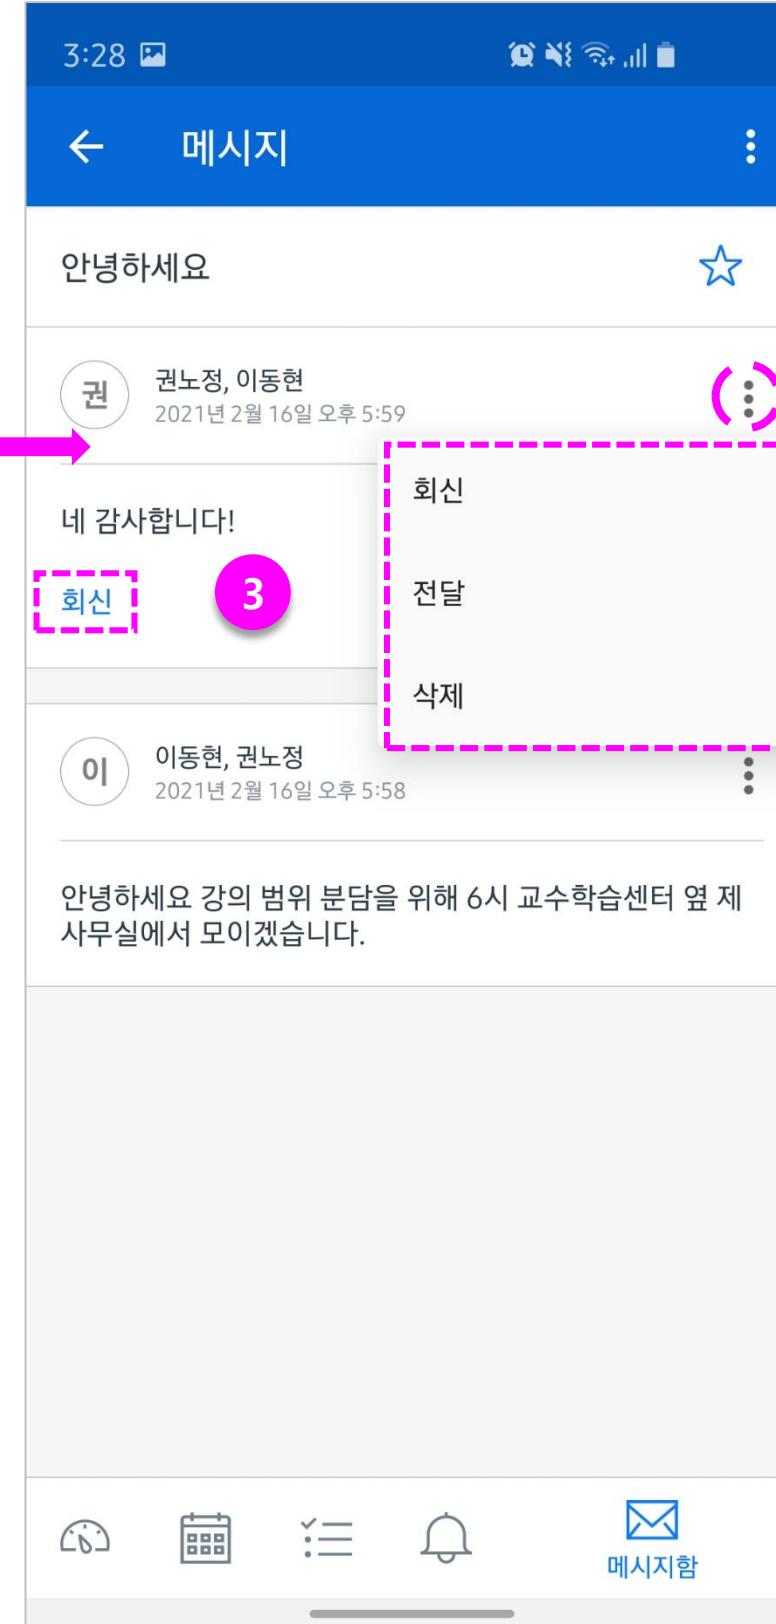 3:28
메시지
안녕하세요
권
권노정, 이동현
2021년 2월 16일 오후 5:59
네 감사합니다!
회신
3
회신
전달
삭제
이
이동현, 권노정
2021년 2월 16일 오후 5:58
안녕하세요 강의 범위 분담을 위해 6시 교수학습센터 옆 제
사무실에서 모이겠습니다.
메시지함